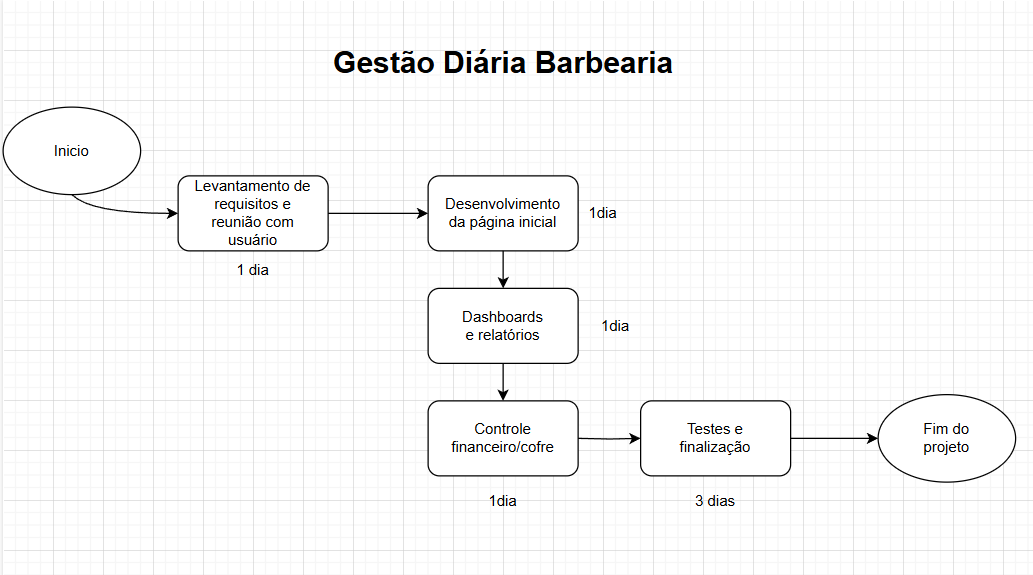 Gestão Diária Barbearia
Inicio
Levantamento de
requisitos e
reunião com
usuário
1 dia
Desenvolvimento
da página inicial
1dia
Dashboards
e relatórios
1dia
Controle
financeiro/cofre
1dia
Testes e
finalização
3 dias
Fim do
projeto